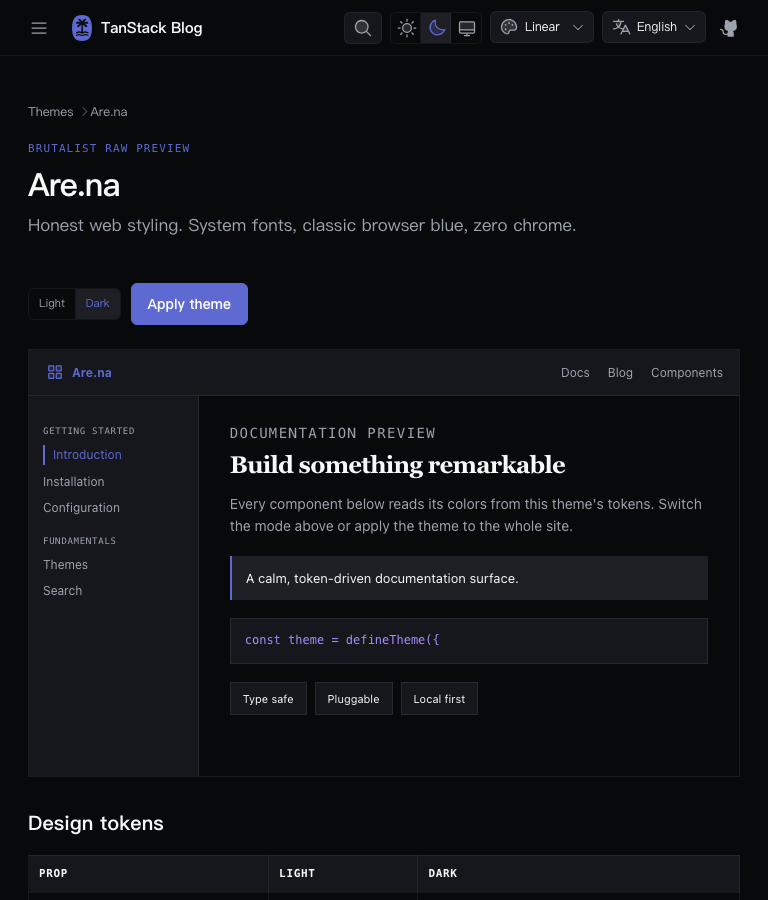 TanStack Blog
Linear
English
Themes
Are.na
BRUTALIST RAW PREVIEW
Are.na
Honest web styling. System fonts, classic browser blue, zero chrome.
Light
Dark
Apply theme
Are.na
Docs
Blog
Components
GETTING STARTED
Introduction
Installation
Configuration
FUNDAMENTALS
Themes
Search
DOCUMENTATION PREVIEW
Build something remarkable
Every component below reads its colors from this theme's tokens. Switch
the mode above or apply the theme to the whole site.
A calm, token-driven documentation surface.
const theme = defineTheme({
Type safe
Pluggable
Local first
Design tokens
PROP
LIGHT
DARK